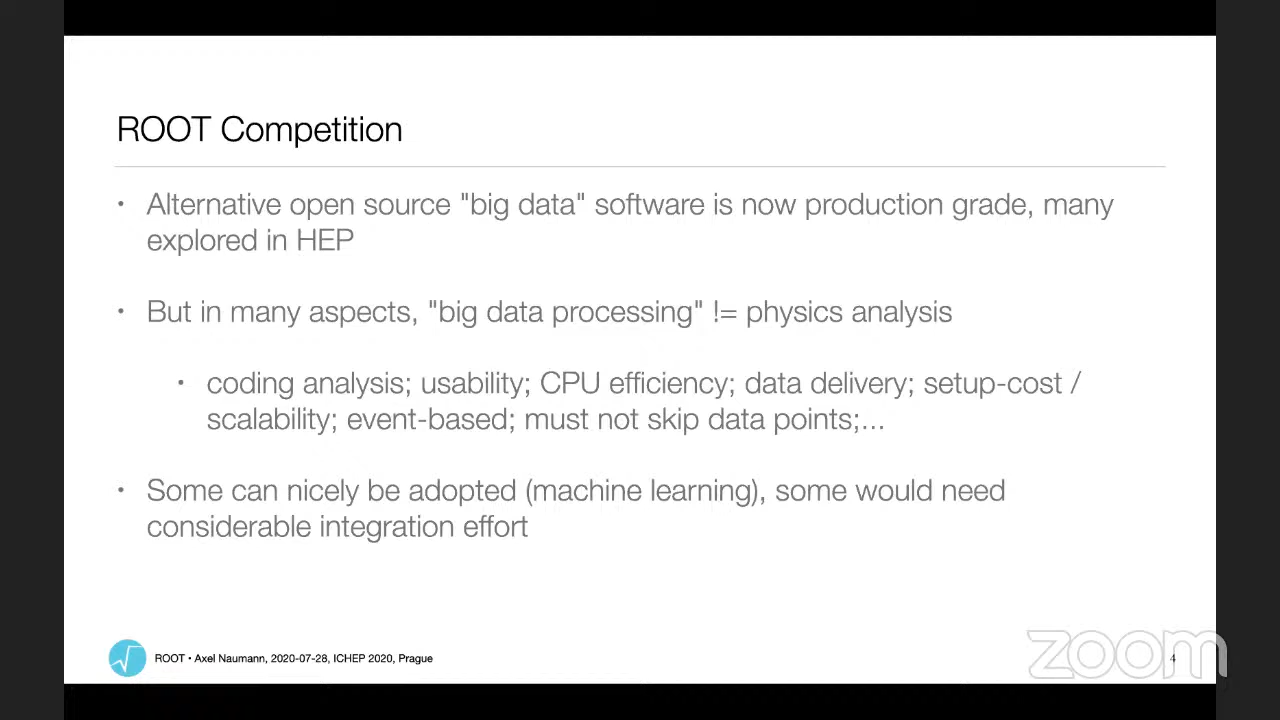 ROOT Competition
• Alternative open source "big data" software is now production grade, many
explored in HEP
• But in many aspects, "big data processing" != physics analysis
• coding analysis; usability; CPU efficiency; data delivery; setup-cost /
scalability; event-based; must not skip data points;...
• Some can nicely be adopted (machine learning), some would need
considerable integration effort
ROOT • Axel Naumann, 2020-07-28, ICHEP 2020, Prague
4
zoom